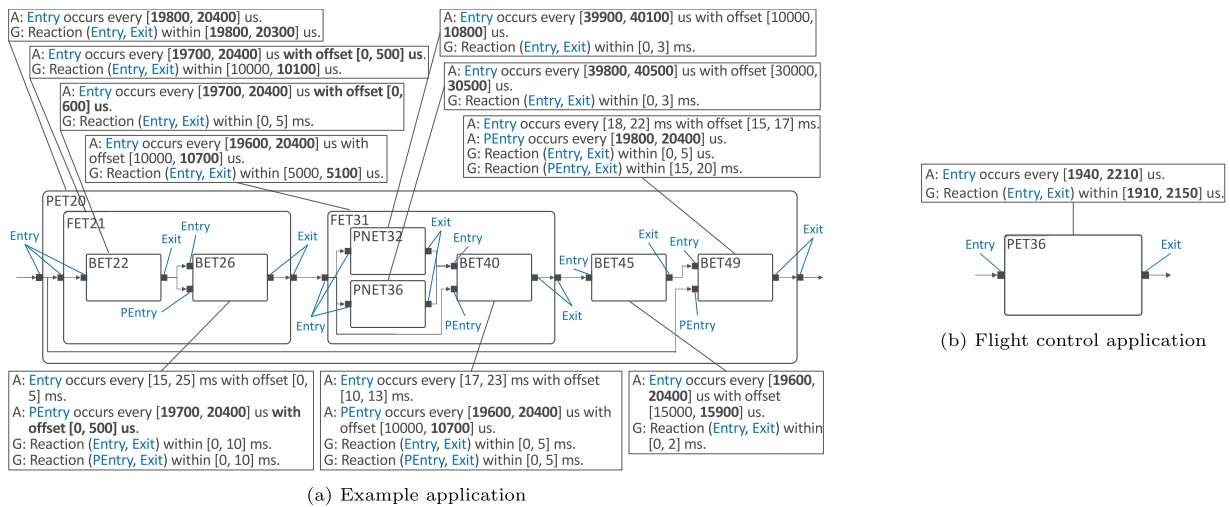 A: Entry occurs every [19800, 20400] us.
G: Reaction (Entry, Exit) within [19800, 20300] us.
A: Entry occurs every [19700, 20400] us with offset [0, 500] us.
G: Reaction (Entry, Exit) within [10000, 10100] us.
A: Entry occurs every [19700, 20400] us with offset [0,
600] us.
G: Reaction (Entry, Exit) within [0, 5] ms.
A: Entry occurs every [19600, 20400] us with
offset [10000, 10700] us.
G: Reaction (Entry, Exit) within [5000, 5100] us.
A: Entry occurs every [39900, 40100] us with offset [10000,
10800] us.
G: Reaction (Entry, Exit) within [0, 3] ms.
A: Entry occurs every [39800, 40500] us with offset [30000,
30500] us.
G: Reaction (Entry, Exit) within [0, 3] ms.
A: Entry occurs every [18, 22] ms with offset [15, 17] ms.
A: PEntry occurs every [19800, 20400] us.
G: Reaction (Entry, Exit) within [0, 5] us.
G: Reaction (PEntry, Exit) within [15, 20] ms.
PET20
FET21
Entry
BET22
Exit
Entry
BET26
PEntry
Exit
FET31
PNET32
PNET36
Entry
Exit
Entry
BET40
PEntry
Exit
Entry
BET45
Exit
Entry
BET49
PEntry
Exit
A: Entry occurs every [15, 25] ms with offset [0,
5] ms.
A: PEntry occurs every [19700, 20400] us with
offset [0, 500] us.
G: Reaction (Entry, Exit) within [0, 10] ms.
G: Reaction (PEntry, Exit) within [0, 10] ms.
A: Entry occurs every [17, 23] ms with offset
[10, 13] ms.
A: PEntry occurs every [19600, 20400] us with
offset [10000, 10700] us.
G: Reaction (Entry, Exit) within [0, 5] ms.
G: Reaction (PEntry, Exit) within [0, 5] ms.
A: Entry occurs every [19600,
20400] us with offset
[15000, 15900] us.
G: Reaction (Entry, Exit) within
[0, 2] ms.
(a) Example application
A: Entry occurs every [1940, 2210] us.
G: Reaction (Entry, Exit) within [1910, 2150] us.
Entry
PET36
Exit
(b) Flight control application